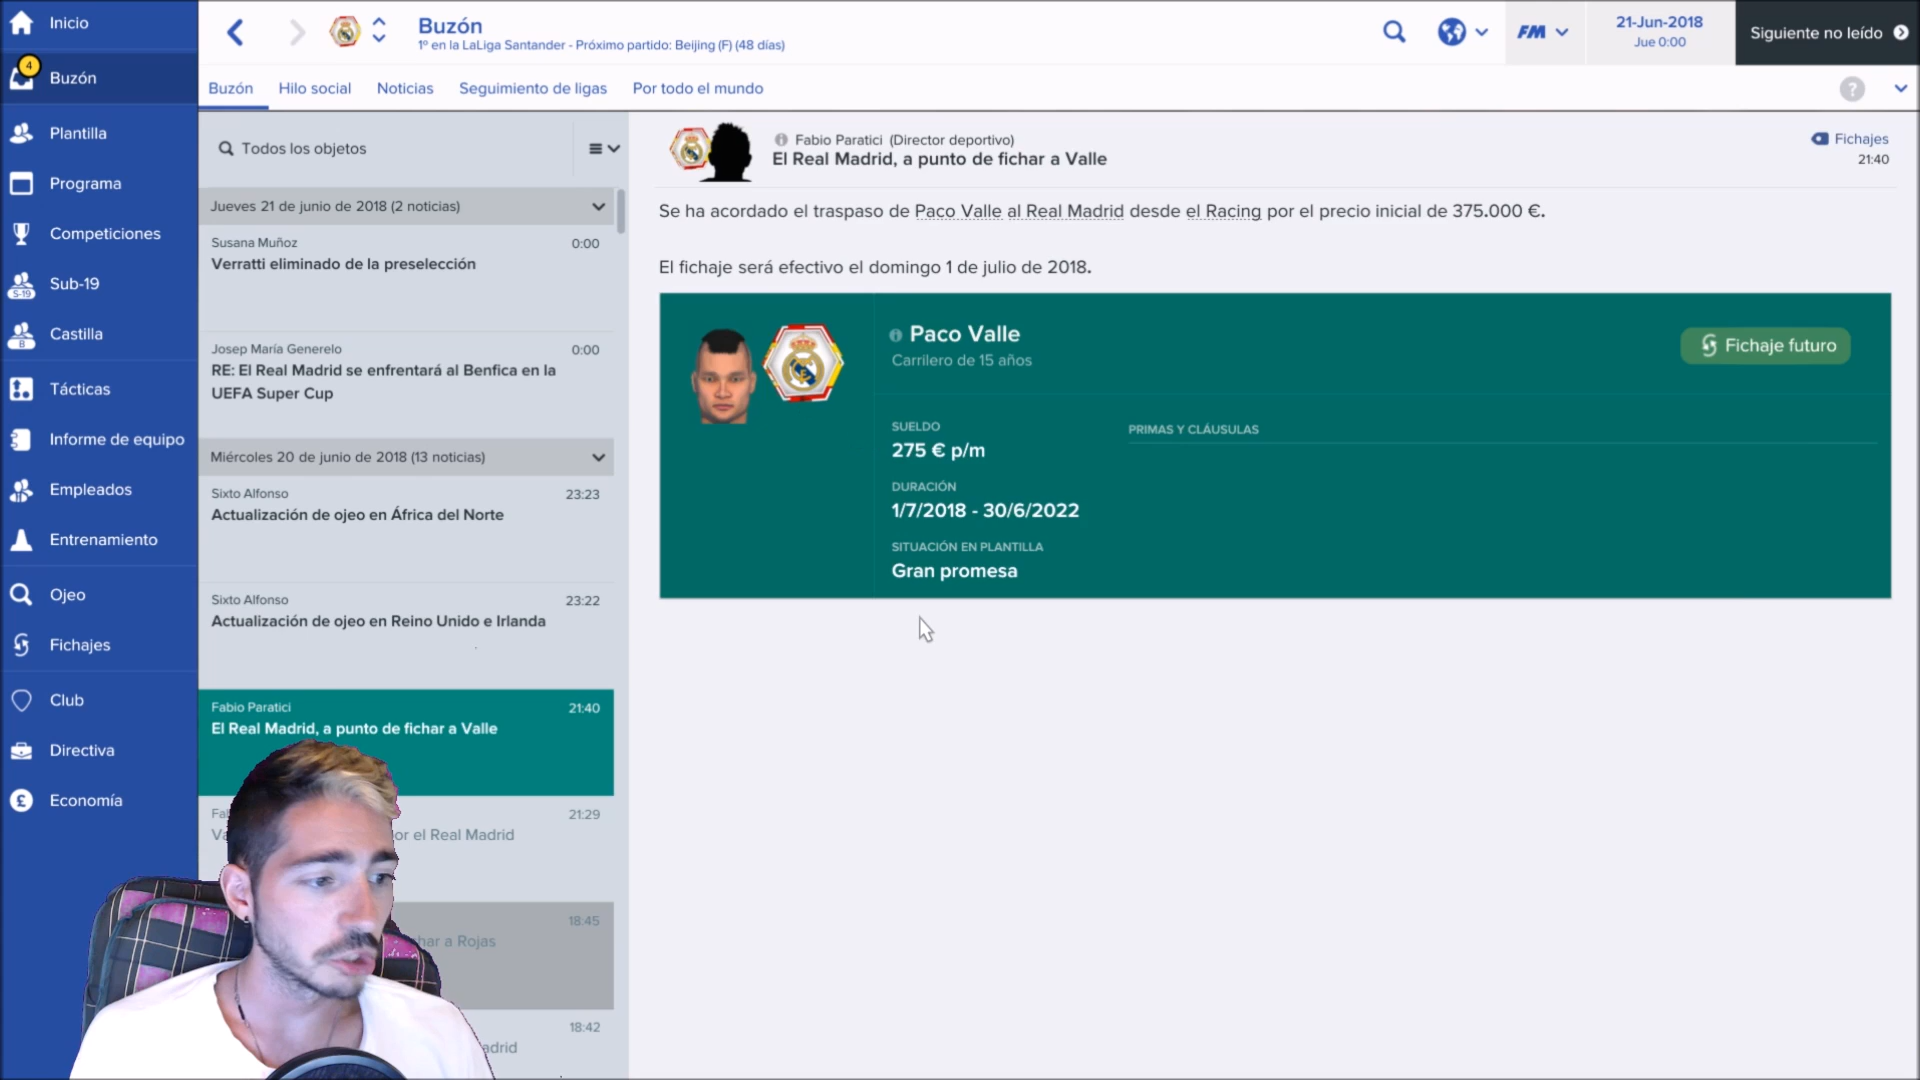 Inicio
4
Buzón
Plantilla
Programa
Competiciones
S-19
Sub-19
B
Castilla
Tácticas
Informe de equipo
Empleados
Entrenamiento
Ojeo
Fichajes
Club
Directiva
£
Economía
Buzón
1º en la LaLiga Santander - Próximo partido: Beijing (F) (48 días)
FM
21-Jun-2018
Jue 0:00
Siguiente no leído
Buzón Hilo social Noticias Seguimiento de ligas Por todo el mundo
?
Todos los objetos
Jueves 21 de junio de 2018 (2 noticias)
Susana Muñoz 0:00
Verratti eliminado de la preselección
Josep María Generelo 0:00
RE: El Real Madrid se enfrentará al Benfica en la
UEFA Super Cup
Miércoles 20 de junio de 2018 (13 noticias)
Sixto Alfonso 23:23
Actualización de ojeo en África del Norte
Sixto Alfonso 23:22
Actualización de ojeo en Reino Unido e Irlanda
Fabio Paratici 21:40
El Real Madrid, a punto de fichar a Valle
21:29
el Real Madrid
18:45
a Rojas
18:42
Fabio Paratici (Director deportivo)
El Real Madrid, a punto de fichar a Valle
Fichajes
21:40
Se ha acordado el traspaso de Paco Valle al Real Madrid desde el Racing por el precio inicial de 375.000 €.
El fichaje será efectivo el domingo 1 de julio de 2018.
Paco Valle
Carrilero de 15 años
Fichaje futuro
SUELDO
275 € p/m
PRIMAS Y CLÁUSULAS
DURACIÓN
1/7/2018 - 30/6/2022
SITUACIÓN EN PLANTILLA
Gran promesa